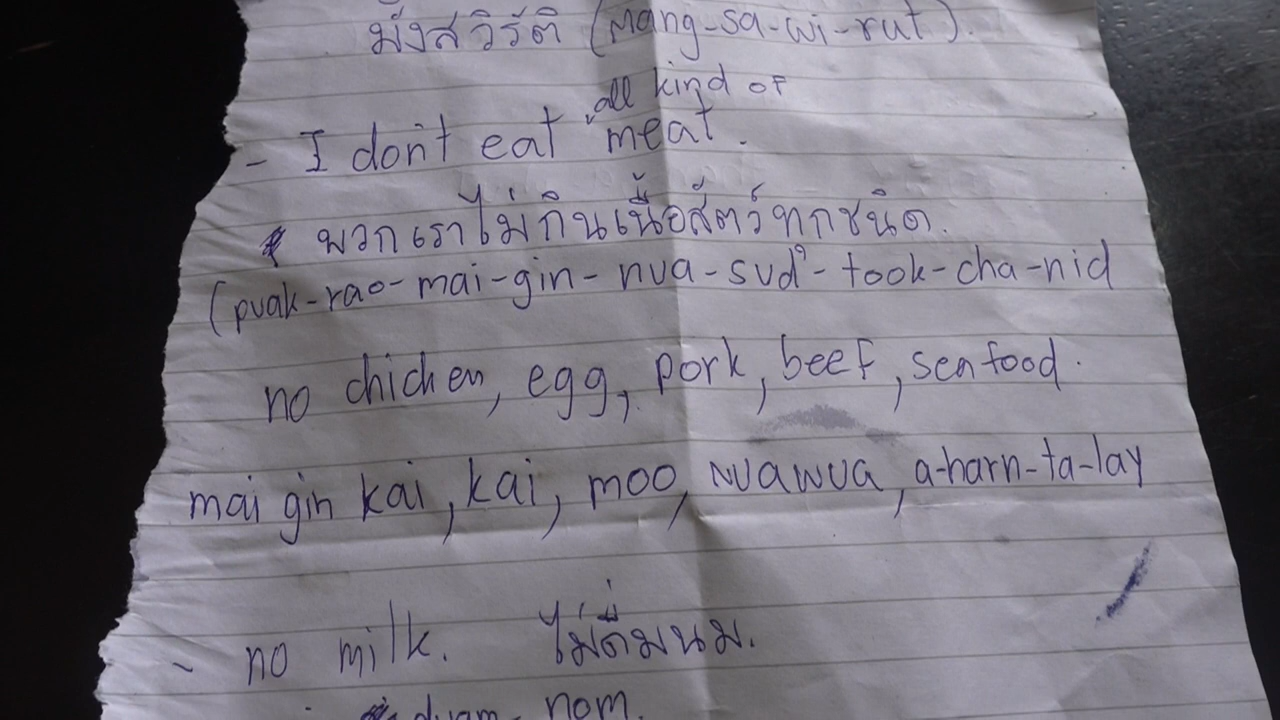 มังสวิรัติ (Mang-sa-wi-rut).
all kind of
- I don't eat meat.
พวกเราไม่กินเนื้อสัตว์ทุกชนิด.
(puak-rao-mai-gin-nua-sud-took-cha-nid
no chicken, egg, pork, beef, seafood.
mai gin kai, kai, moo, nuawua, a-harn-ta-lay
- no milk. ไม่ดื่มนม.
duam-nom.